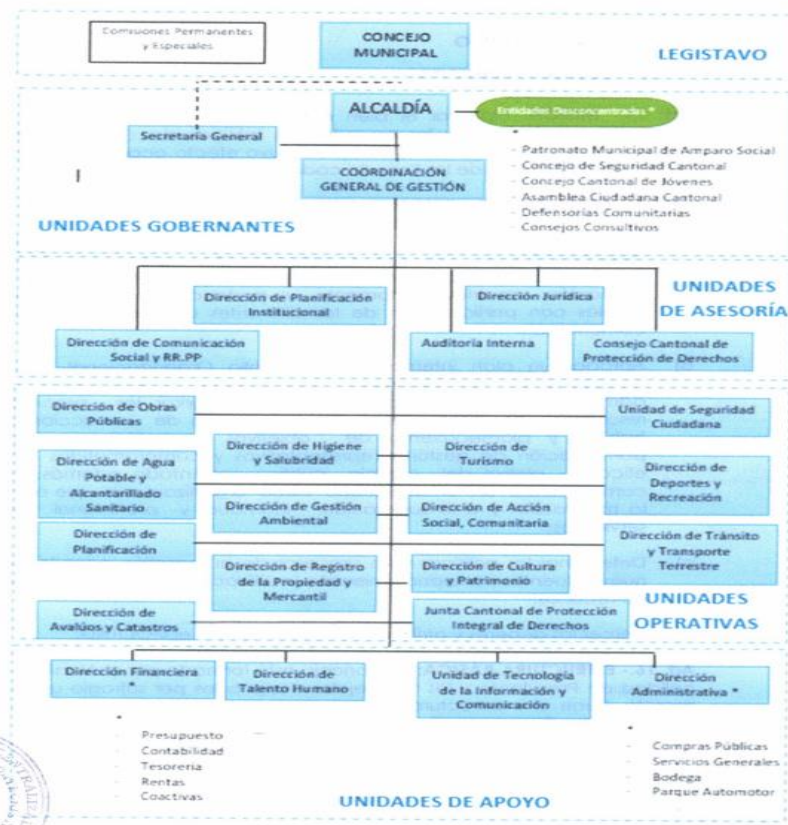 Comisiones Permanentes
y Especiales
CONCEJO
MUNICIPAL
LEGISTAVO
ALCALDÍA
Entidades Desconcentradas *
Secretaría General
*
- Patronato Municipal de Amparo Social
- Concejo de Seguridad Cantonal
- Concejo Cantonal de Jóvenes
- Asamblea Ciudadana Cantonal
- Defensorías Comunitarias
- Consejos Consultivos
COORDINACIÓN
GENERAL DE GESTIÓN
UNIDADES GOBERNANTES
UNIDADES
DE ASESORÍA
Dirección de Planificación
Institucional
Dirección Jurídica
Dirección de Comunicación
Social y RR.PP
Auditoría Interna
Consejo Cantonal de
Protección de Derechos
Dirección de Obras
Públicas
Unidad de Seguridad
Ciudadana
Dirección de Higiene
y Salubridad
Dirección de
Turismo
Dirección de Agua
Potable y
Alcantarillado
Sanitario
Dirección de
Deportes y
Recreación
Dirección de Gestión
Ambiental
Dirección de Acción
Social, Comunitaria
Dirección de
Planificación
Dirección de Tránsito
y Transporte
Terrestre
Dirección de Registro
de la Propiedad y
Mercantil
Dirección de Cultura
y Patrimonio
Dirección de
Avalúos y Catastros
Junta Cantonal de Protección
Integral de Derechos
UNIDADES
OPERATIVAS
Dirección Financiera
*
Dirección de
Talento Humano
Unidad de Tecnología
de la Información y
Comunicación
Dirección
Administrativa *
*
- Presupuesto
- Contabilidad
- Tesorería
- Rentas
- Coactivas
*
- Compras Públicas
- Servicios Generales
- Bodega
- Parque Automotor
UNIDADES DE APOYO